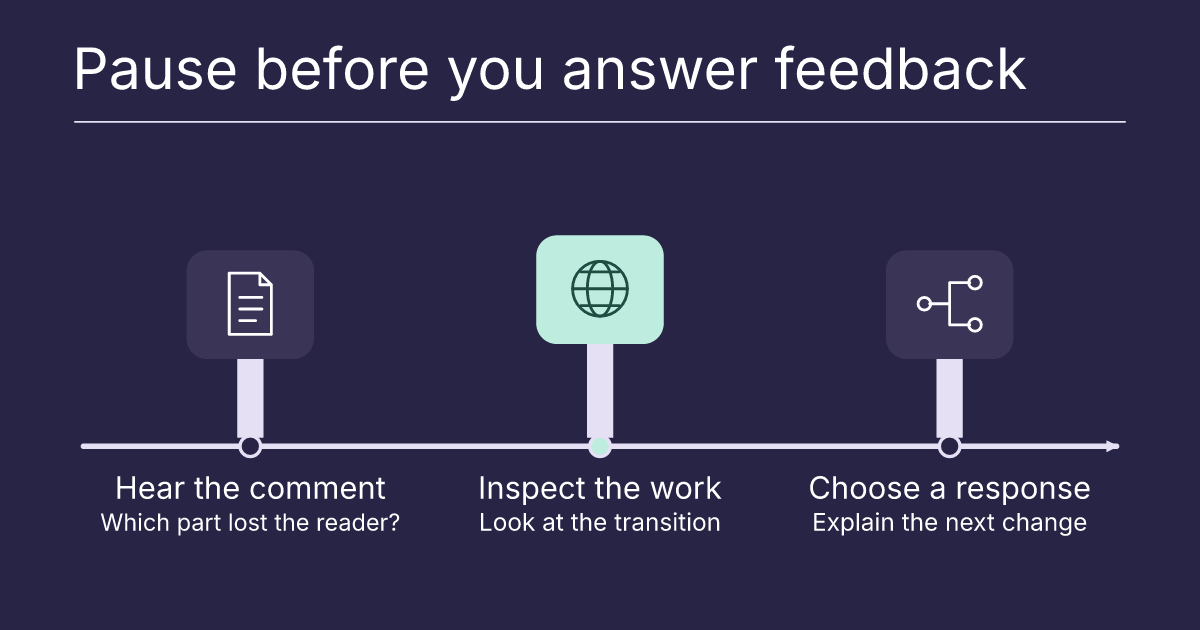 Pause before you answer feedback
Hear the comment
Which part lost the reader?
Inspect the work
Look at the transition
Choose a response
Explain the next change